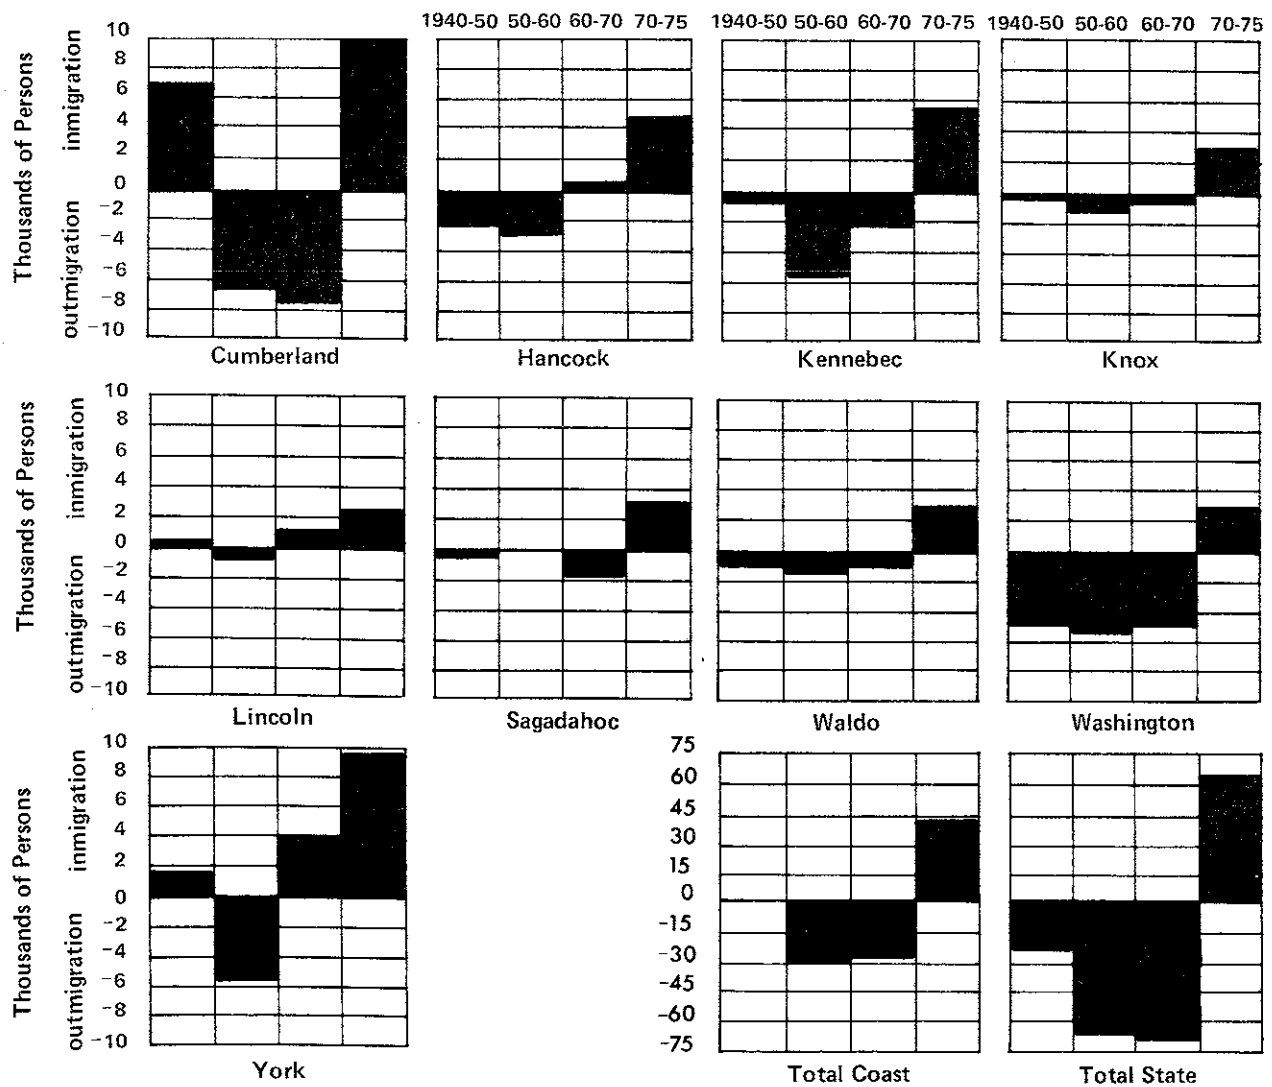 1940-50 50-60 60-70 70-75
1940-50 50-60 60-70 70-75
1940-50 50-60 60-70 70-75
Thousands of Persons
inmigration
outmigration
10
8
6
4
2
0
-2
-4
-6
-8
-10
Cumberland
Hancock
Kennebec
Knox
Thousands of Persons
inmigration
outmigration
10
8
6
4
2
0
-2
-4
-6
-8
-10
Lincoln
Sagadahoc
Waldo
Washington
Thousands of Persons
inmigration
outmigration
10
8
6
4
2
0
-2
-4
-6
-8
-10
York
75
60
45
30
15
0
-15
-30
-45
-60
-75
Total Coast
Total State